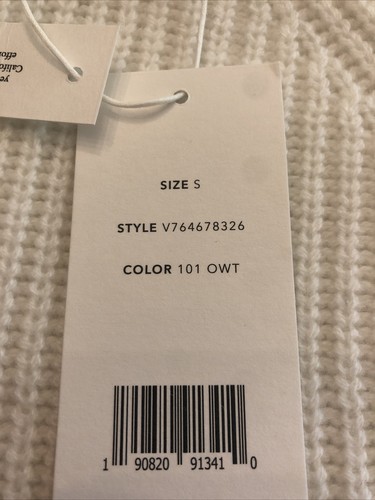 SIZE S
STYLE V764678326
COLOR 101 OWT
1 90820 91341 0